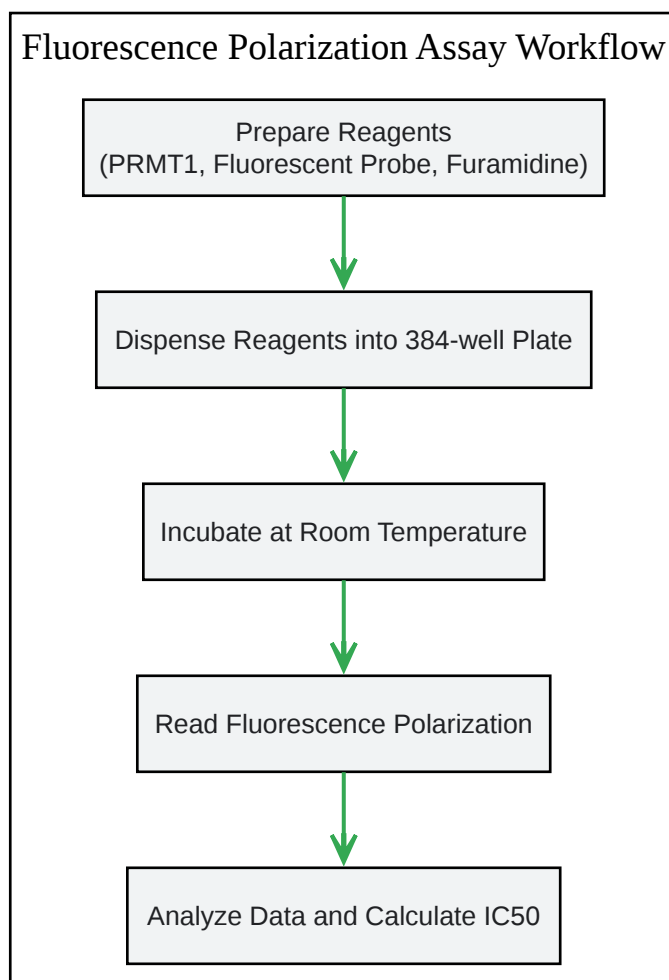 Fluorescence Polarization Assay Workflow
Prepare Reagents
(PRMT1, Fluorescent Probe, Furamidine)
Dispense Reagents into 384-well Plate
Incubate at Room Temperature
Read Fluorescence Polarization
Analyze Data and Calculate IC50